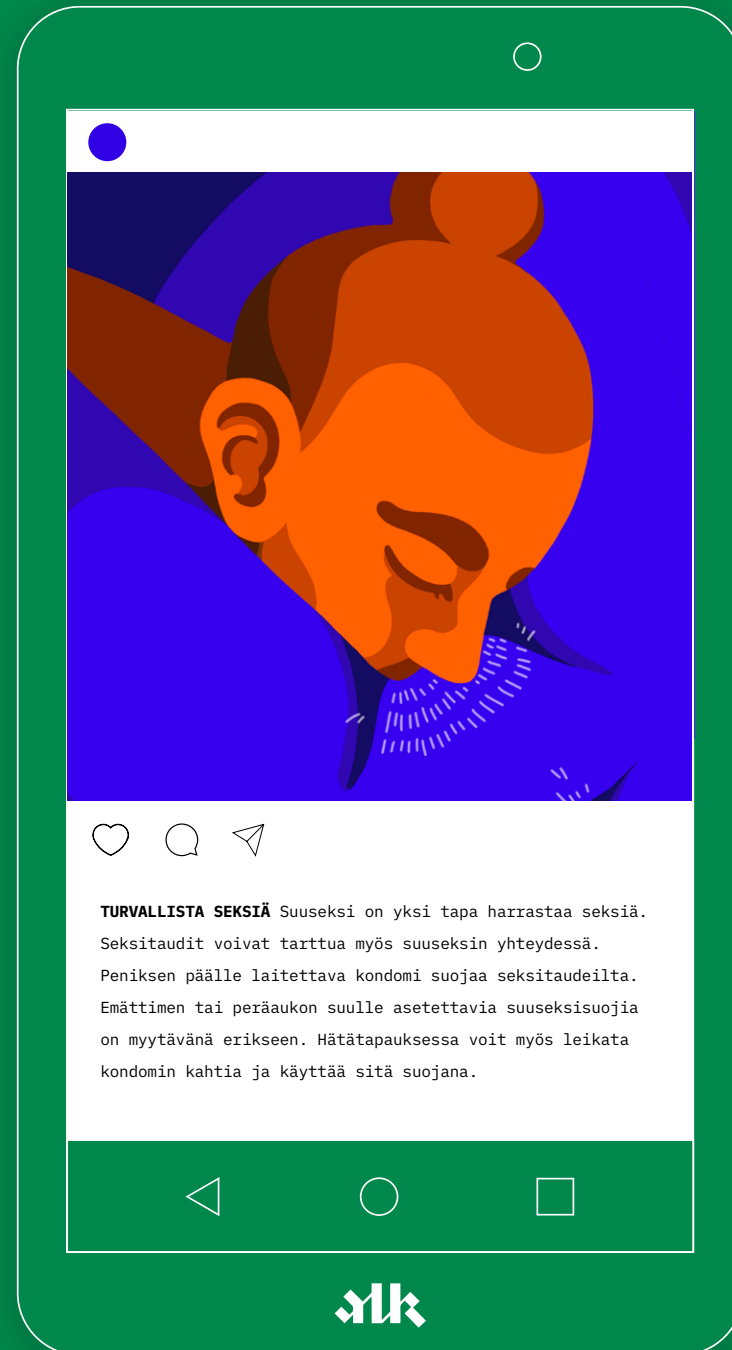 TURVALLISTA SEKSIÄ Suuseksi on yksi tapa harrastaa seksiä.
Seksitaudit voivat tarttua myös suuseksin yhteydessä.
Peniksen päälle laitettava kondomi suojaa seksitaudeilta.
Emättimen tai peräaukon suulle asetettavia suuseksisuojia
on myytävänä erikseen. Hätätapauksessa voit myös leikata
kondomin kahtia ja käyttää sitä suojana.